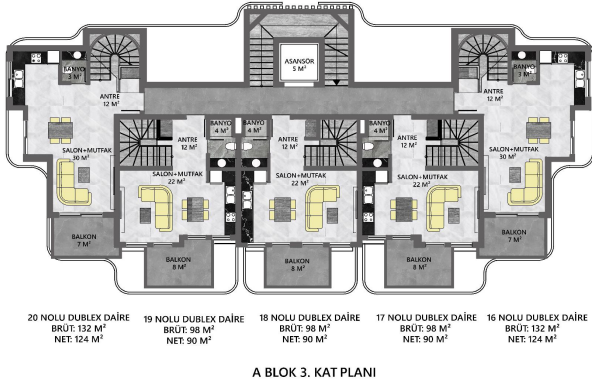 ASANSÖR
5 M²
BANYO
3 M²
BANYO
3 M²
ANTRE
12 M²
ANTRE
12 M²
BANYO
4 M²
BANYO
4 M²
BANYO
4 M²
ANTRE
12 M²
ANTRE
12 M²
ANTRE
12 M²
SALON+MUTFAK
30 M²
SALON+MUTFAK
30 M²
SALON+MUTFAK
22 M²
SALON+MUTFAK
22 M²
SALON+MUTFAK
22 M²
BALKON
7 M²
BALKON
7 M²
BALKON
8 M²
BALKON
8 M²
BALKON
8 M²
20 NOLU DUBLEX DAİRE
BRÜT: 132 M²
NET: 124 M²
19 NOLU DUBLEX DAİRE
BRÜT: 98 M²
NET: 90 M²
18 NOLU DUBLEX DAİRE
BRÜT: 98 M²
NET: 90 M²
17 NOLU DUBLEX DAİRE
BRÜT: 98 M²
NET: 90 M²
16 NOLU DUBLEX DAİRE
BRÜT: 132 M²
NET: 124 M²
A BLOK 3. KAT PLANI